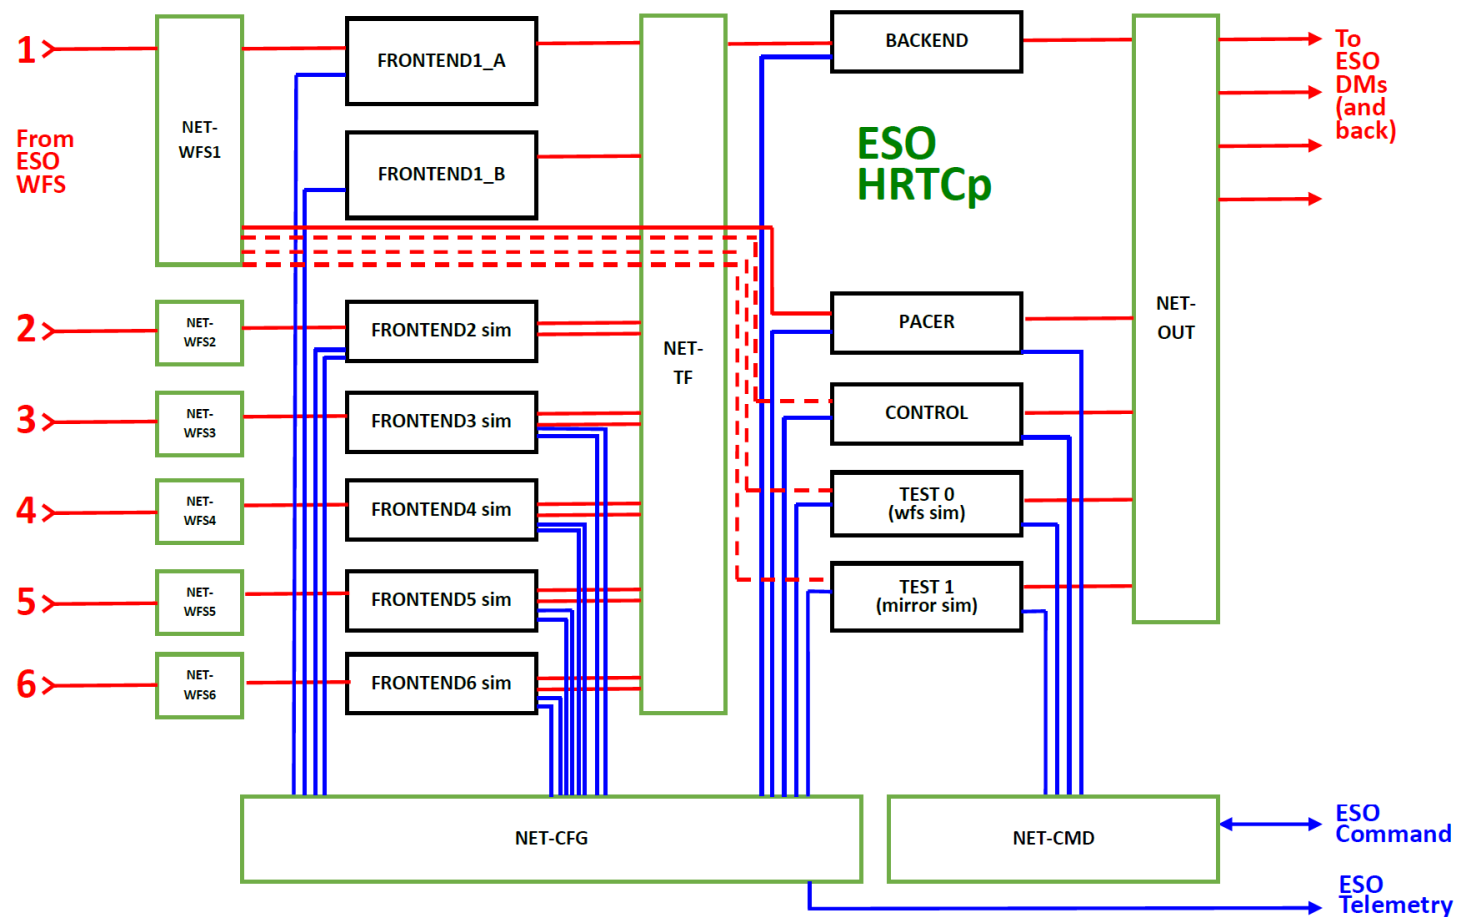 1
From
ESO
WFS
NET-
WFS1
FRONTEND1_A
FRONTEND1_B
BACKEND
ESO
HRTCp
To
ESO
DMs
(and
back)
2
NET-
WFS2
FRONTEND2 sim
NET-
TF
PACER
NET-
OUT
3
NET-
WFS3
FRONTEND3 sim
CONTROL
4
NET-
WFS4
FRONTEND4 sim
TEST 0
(wfs sim)
5
NET-
WFS5
FRONTEND5 sim
TEST 1
(mirror sim)
6
NET-
WFS6
FRONTEND6 sim
NET-CFG
NET-CMD
ESO
Command
ESO
Telemetry